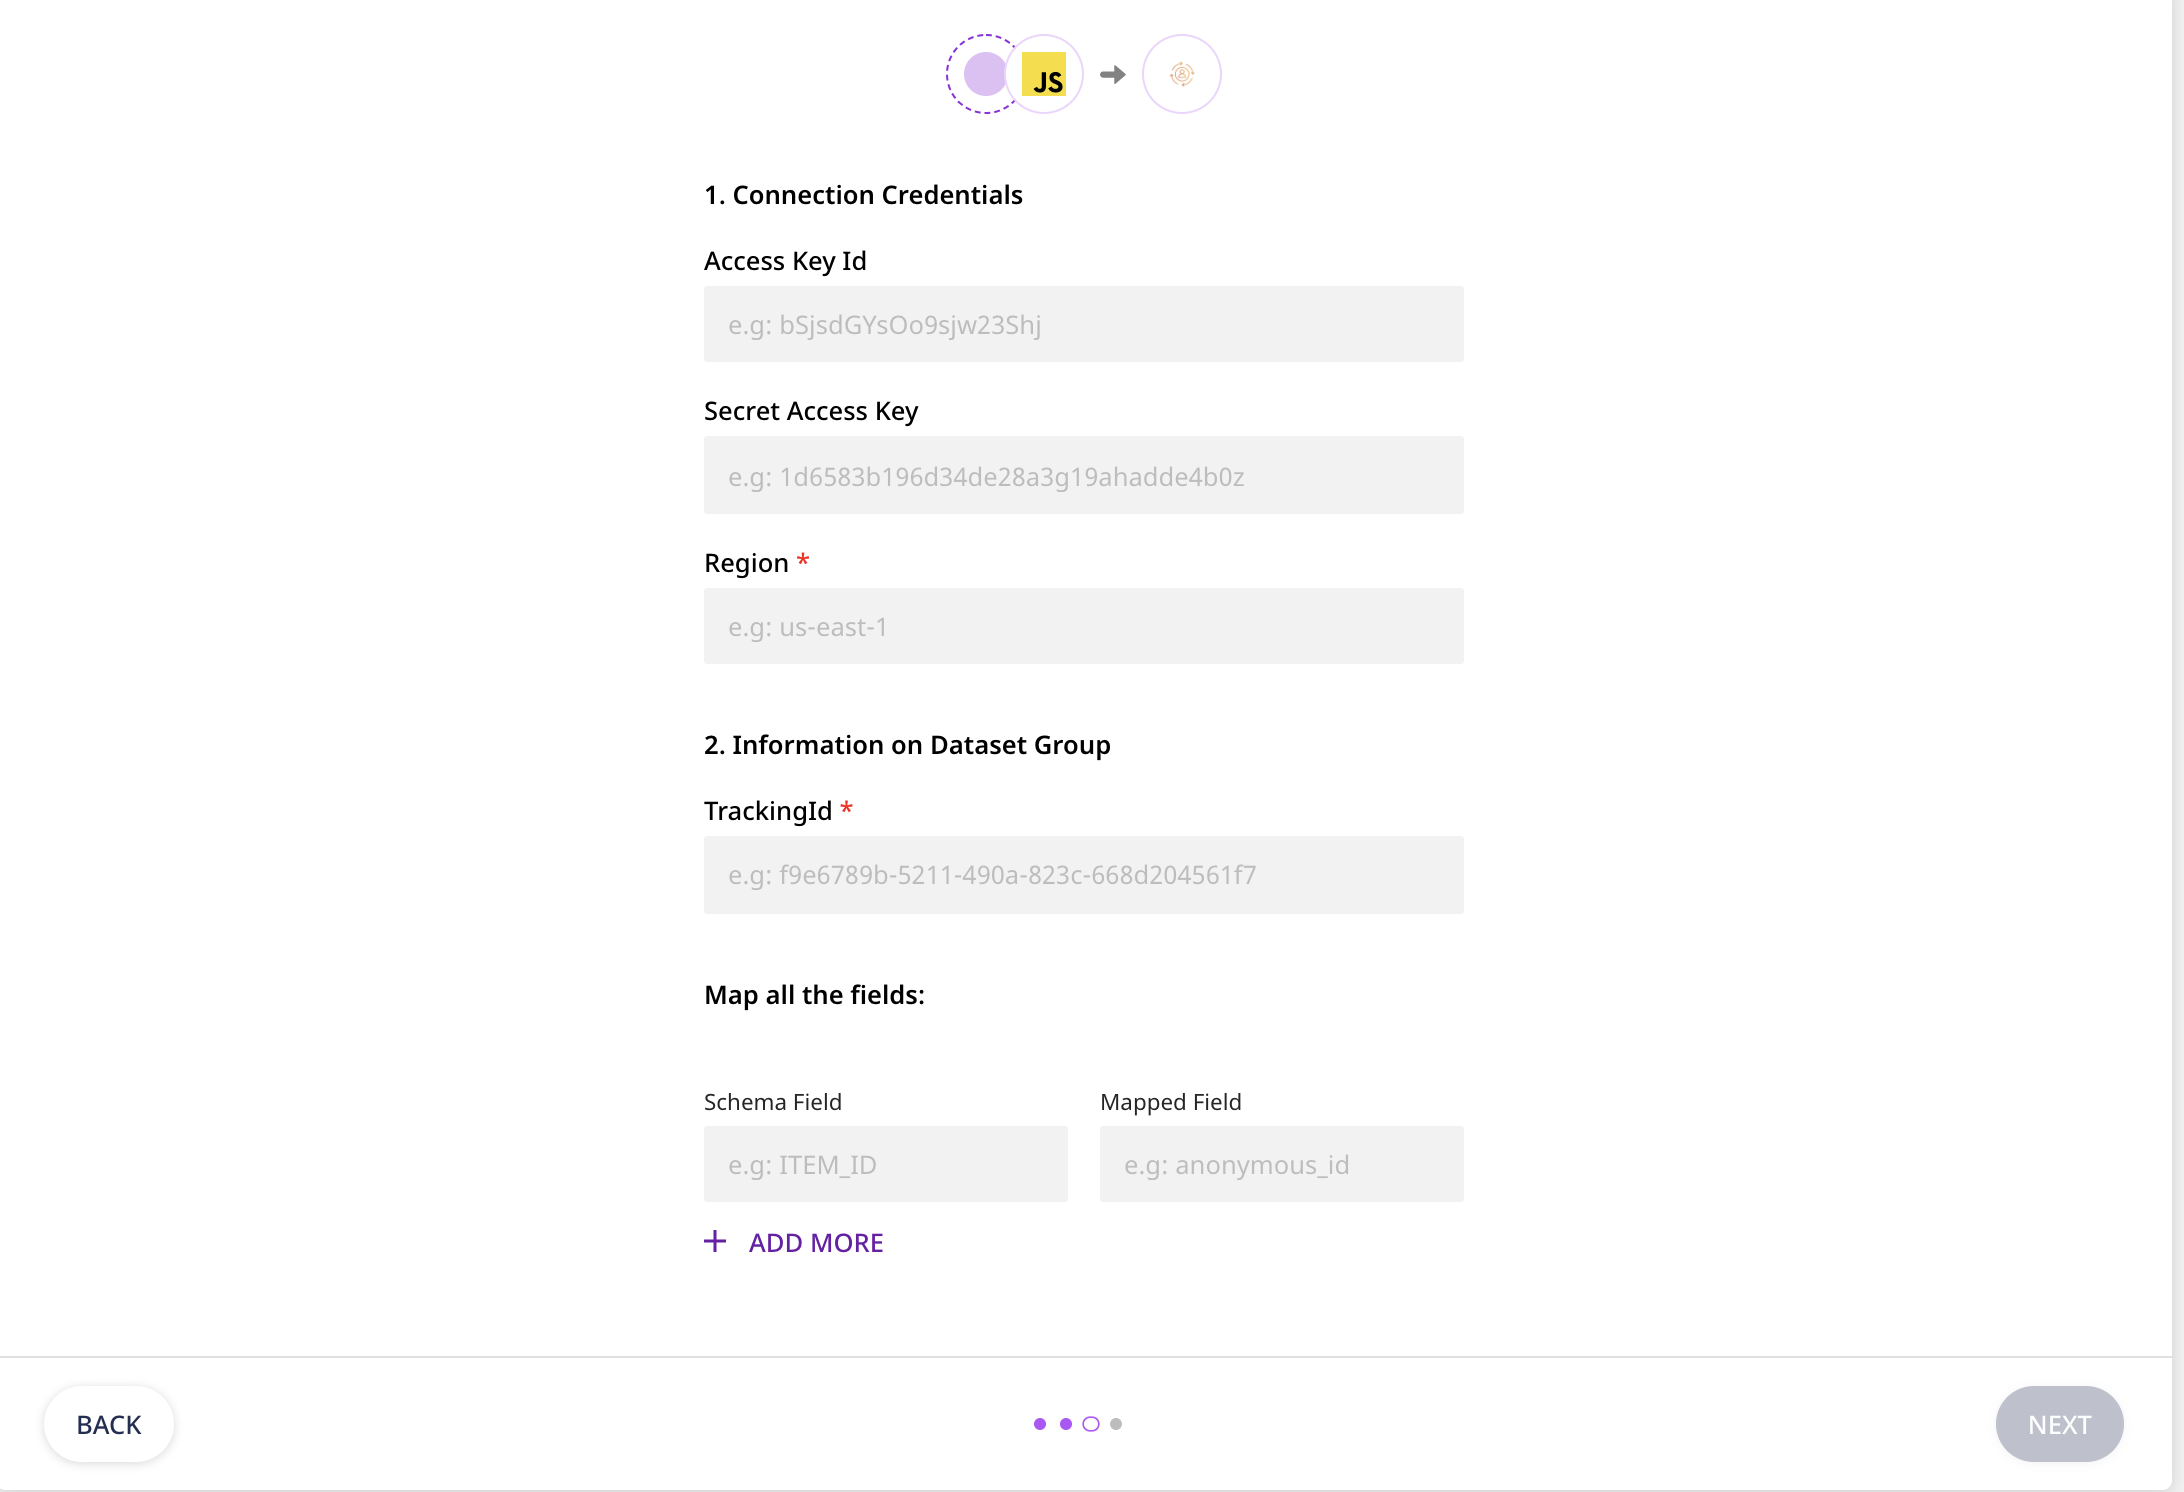 JS
1. Connection Credentials
Access Key Id
e.g: bSjsdGYsOo9sjw23Shj
Secret Access Key
e.g: 1d6583b196d34de28a3g19ahadde4b0z
Region *
e.g: us-east-1
2. Information on Dataset Group
TrackingId *
e.g: f9e6789b-5211-490a-823c-668d204561f7
Map all the fields:
Schema Field Mapped Field
e.g: ITEM_ID e.g: anonymous_id
+ ADD MORE
BACK NEXT